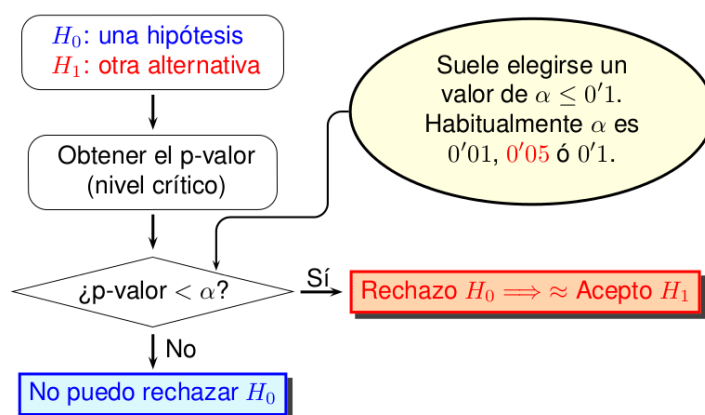 H₀: una hipótesis
H₁: otra alternativa
Suele elegirse un
valor de α ≤ 0′1.
Habitualmente α es
0′01, 0′05 ó 0′1.
Obtener el p-valor
(nivel crítico)
¿p-valor < α?
Sí
Rechazo H₀ ⟹ ≈ Acepto H₁
No
No puedo rechazar H₀